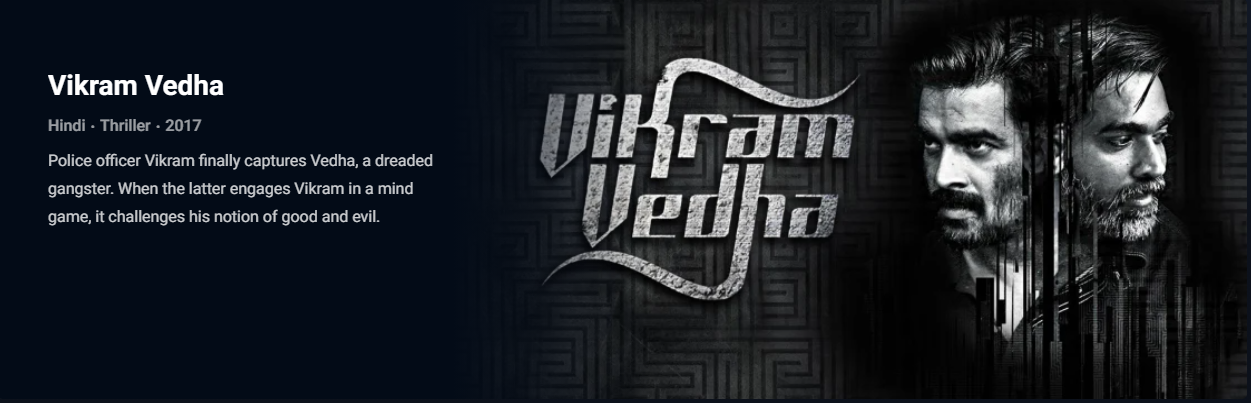 Vikram Vedha
Hindi · Thriller · 2017
Police officer Vikram finally captures Vedha, a dreaded
gangster. When the latter engages Vikram in a mind
game, it challenges his notion of good and evil.
Vikram
Vedha